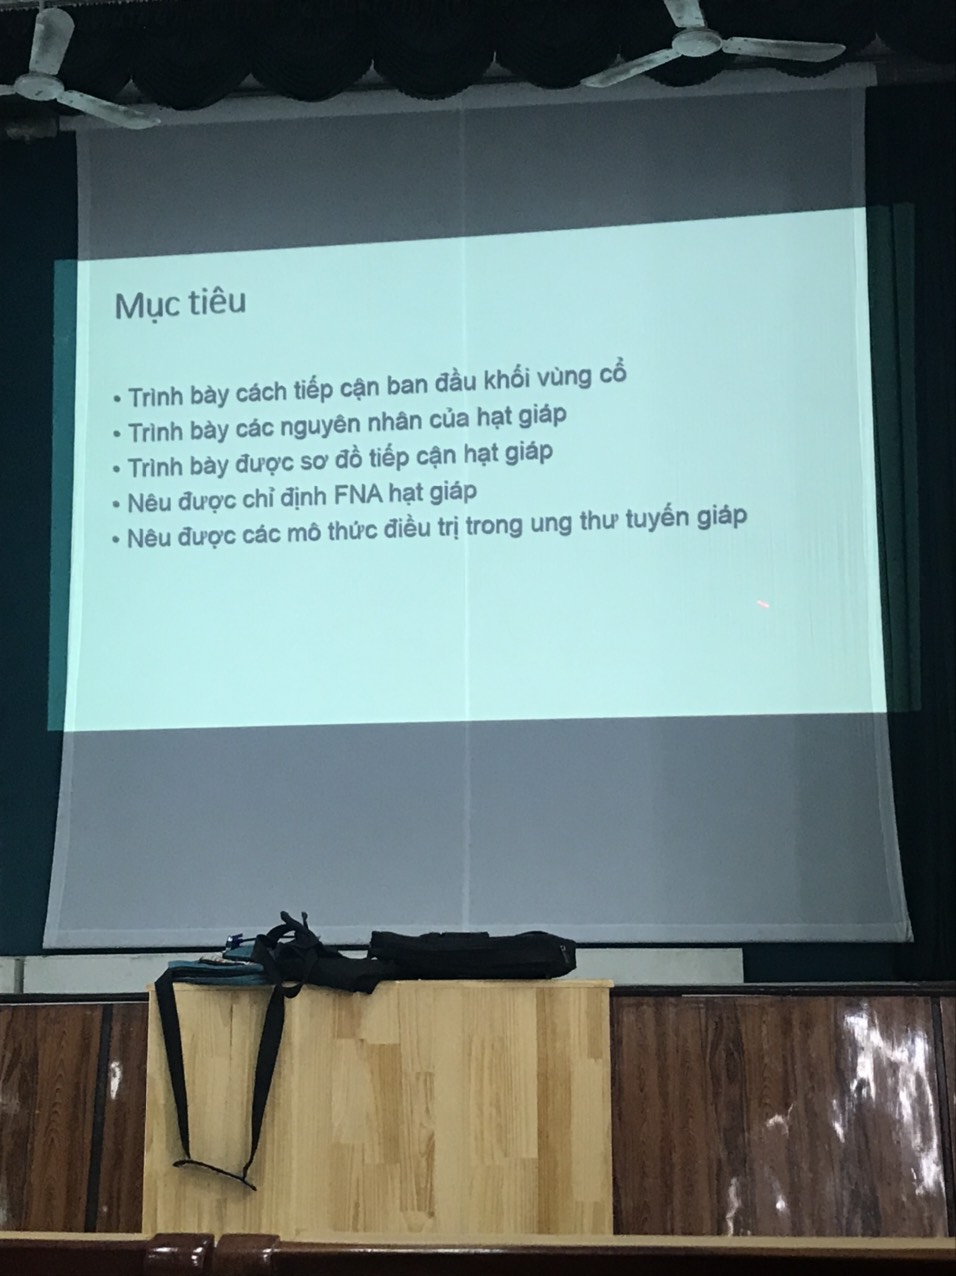 Mục tiêu
• Trình bày cách tiếp cận ban đầu khối vùng cổ
• Trình bày các nguyên nhân của hạt giáp
• Trình bày được sơ đồ tiếp cận hạt giáp
• Nêu được chỉ định FNA hạt giáp
• Nêu được các mô thức điều trị trong ung thư tuyến giáp